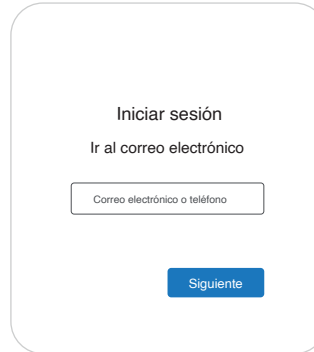 Iniciar sesión
Ir al correo electrónico
Correo electrónico o teléfono
Siguiente